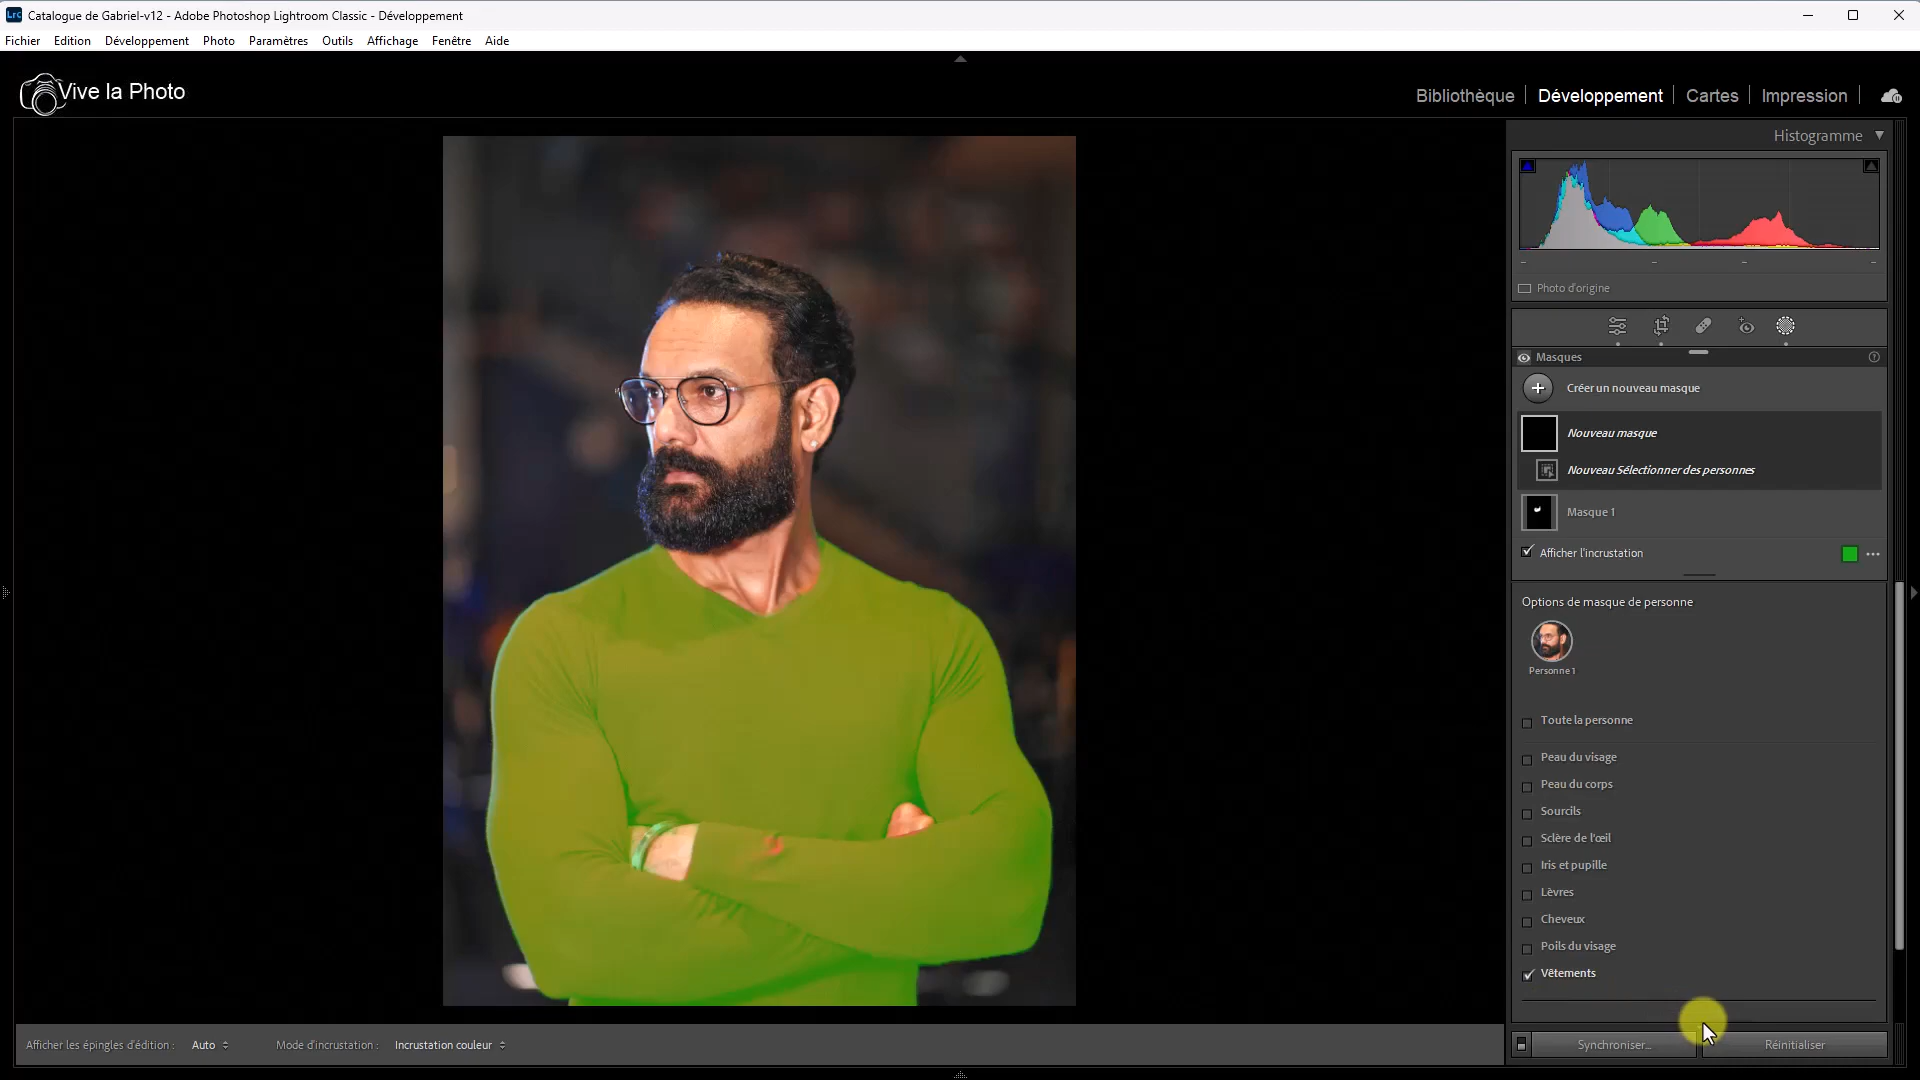 Lrc Catalogue de Gabriel-v12 - Adobe Photoshop Lightroom Classic - Développement
Fichier Edition Développement Photo Paramètres Outils Affichage Fenêtre Aide
Vive la Photo
Bibliothèque Développement Cartes Impression
Histogramme
Photo d'origine
Masques
Créer un nouveau masque
Nouveau masque
Nouveau Sélectionner des personnes
Masque 1
Afficher l'incrustation
Options de masque de personne
Personne 1
Toute la personne
Peau du visage
Peau du corps
Sourcils
Sclère de l'œil
Iris et pupille
Lèvres
Cheveux
Poils du visage
Vêtements
Afficher les épingles d'édition : Auto Mode d'incrustation : Incrustation couleur
Synchroniser... Réinitialiser